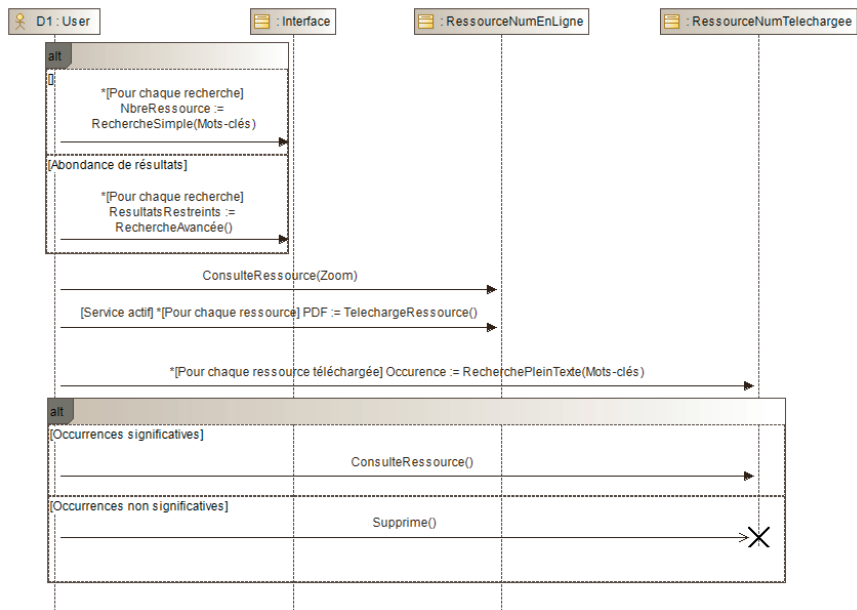 D1 : User
: Interface
: RessourceNumEnLigne
: RessourceNumTelechargee
alt
[]
*[Pour chaque recherche]
NbreRessource :=
RechercheSimple(Mots-clés)
[Abondance de résultats]
*[Pour chaque recherche]
ResultatsRestreints :=
RechercheAvancée()
ConsulteRessource(Zoom)
[Service actif] *[Pour chaque ressource] PDF := TelechargeRessource()
*[Pour chaque ressource téléchargée] Occurence := RecherchePleinTexte(Mots-clés)
alt
[Occurrences significatives]
ConsulteRessource()
[Occurrences non significatives]
Supprime()